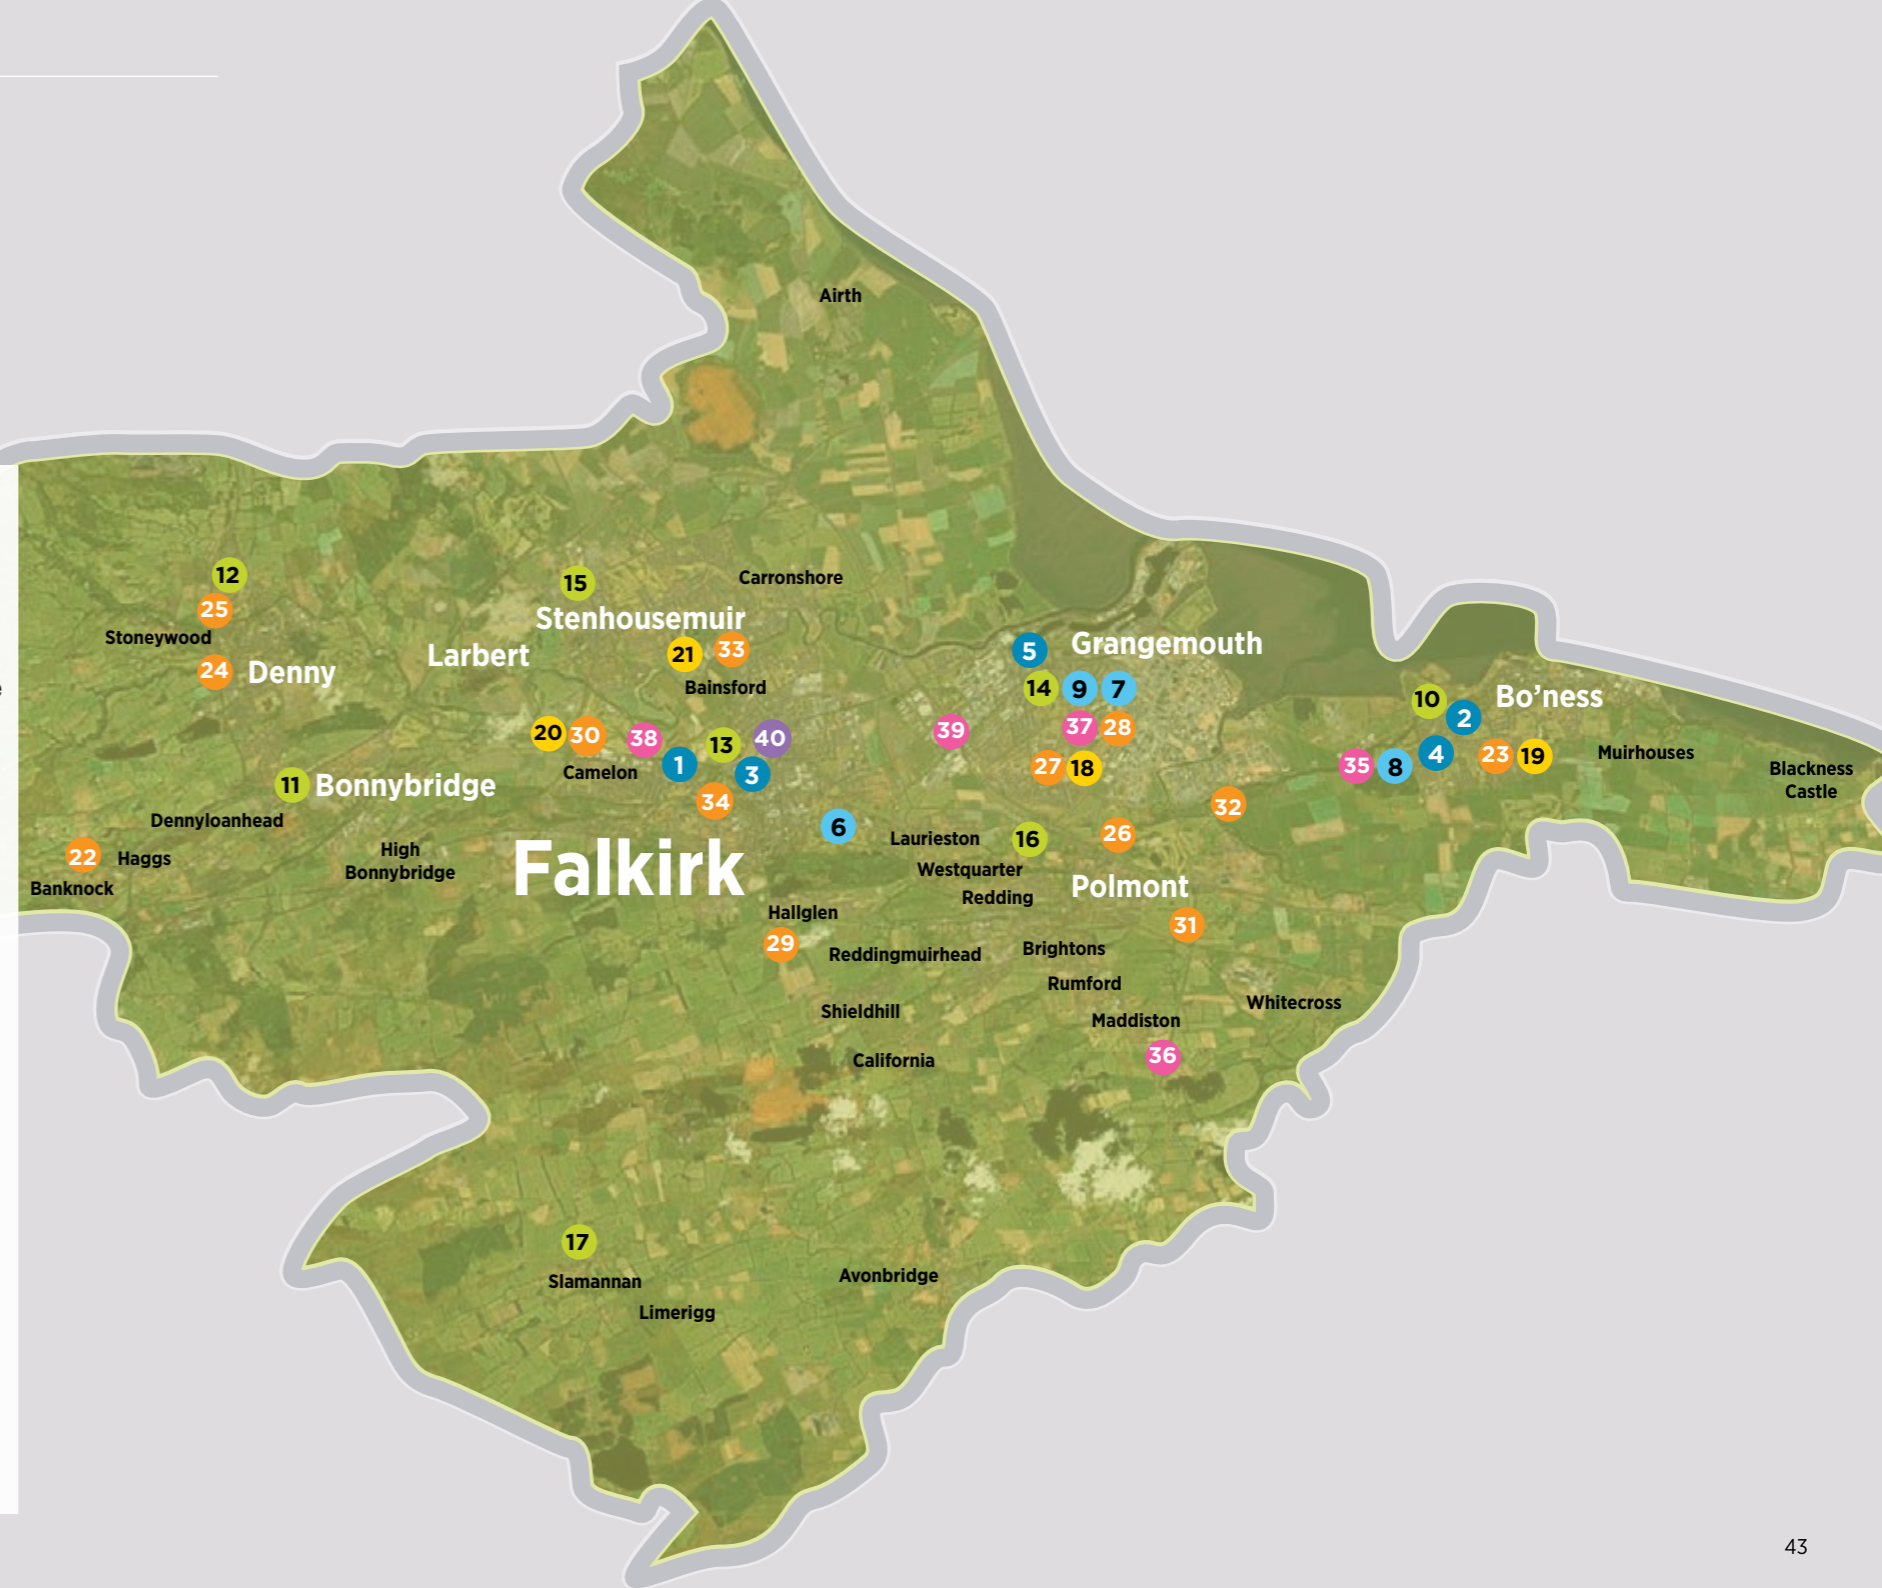 Airth
12
15
Carronshore
25
Stenhousemuir
Stoneywood
21
33
5
Grangemouth
Larbert
24
Denny
Bainsford
14
9
7
10
Bo’ness
2
20
30
38
13
40
39
37
28
Muirhouses
1
3
Camelon
27
18
35
8
4
23
19
Blackness
Castle
11
Bonnybridge
34
32
Dennyloanhead
6
Laurieston
16
26
22
Haggs
High
Bonnybridge
Falkirk
Westquarter
Banknock
Redding
Polmont
Hallglen
31
29
Reddingmuirhead
Brightons
Rumford
Shieldhill
Whitecross
Maddiston
California
36
17
Slamannan
Avonbridge
Limerigg
43